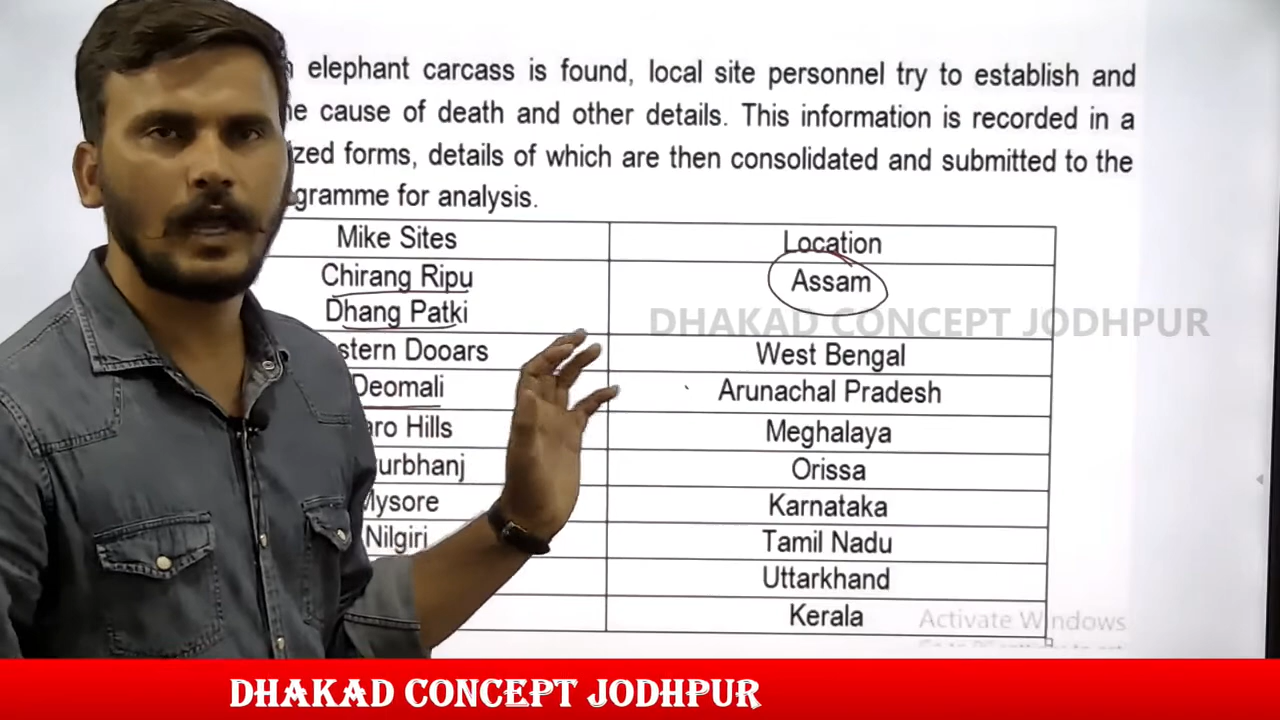 elephant carcass is found, local site personnel try to establish and
cause of death and other details. This information is recorded in a
forms, details of which are then consolidated and submitted to the
for analysis.
Mike Sites Location
Chirang Ripu Assam
Dhang Patki
DHAKAD CONCEPT JODHPUR
Dooars West Bengal
Deomali Arunachal Pradesh
Hills Meghalaya
Orissa
Mysore Karnataka
Nilgiri Tamil Nadu
Uttarkhand
Kerala
Activate Windows
DHAKAD CONCEPT JODHPUR